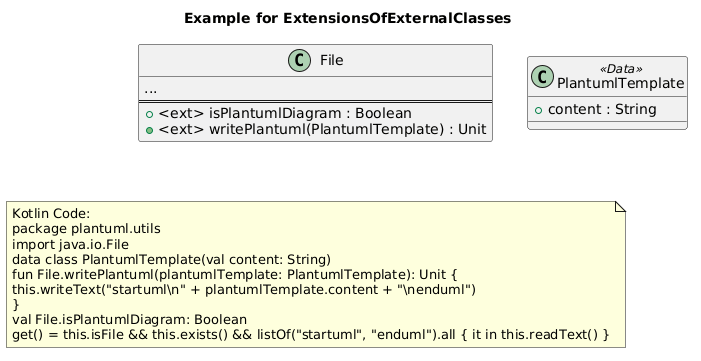 Example for ExtensionsOfExternalClasses
C File
...
<ext> isPlantumlDiagram : Boolean
<ext> writePlantuml(PlantumlTemplate) : Unit
«Data»
C PlantumlTemplate
content : String
Kotlin Code:
package plantuml.utils
import java.io.File
data class PlantumlTemplate(val content: String)
fun File.writePlantuml(plantumlTemplate: PlantumlTemplate): Unit {
this.writeText("startuml\n" + plantumlTemplate.content + "\nenduml")
}
val File.isPlantumlDiagram: Boolean
get() = this.isFile && this.exists() && listOf("startuml", "enduml").all { it in this.readText() }